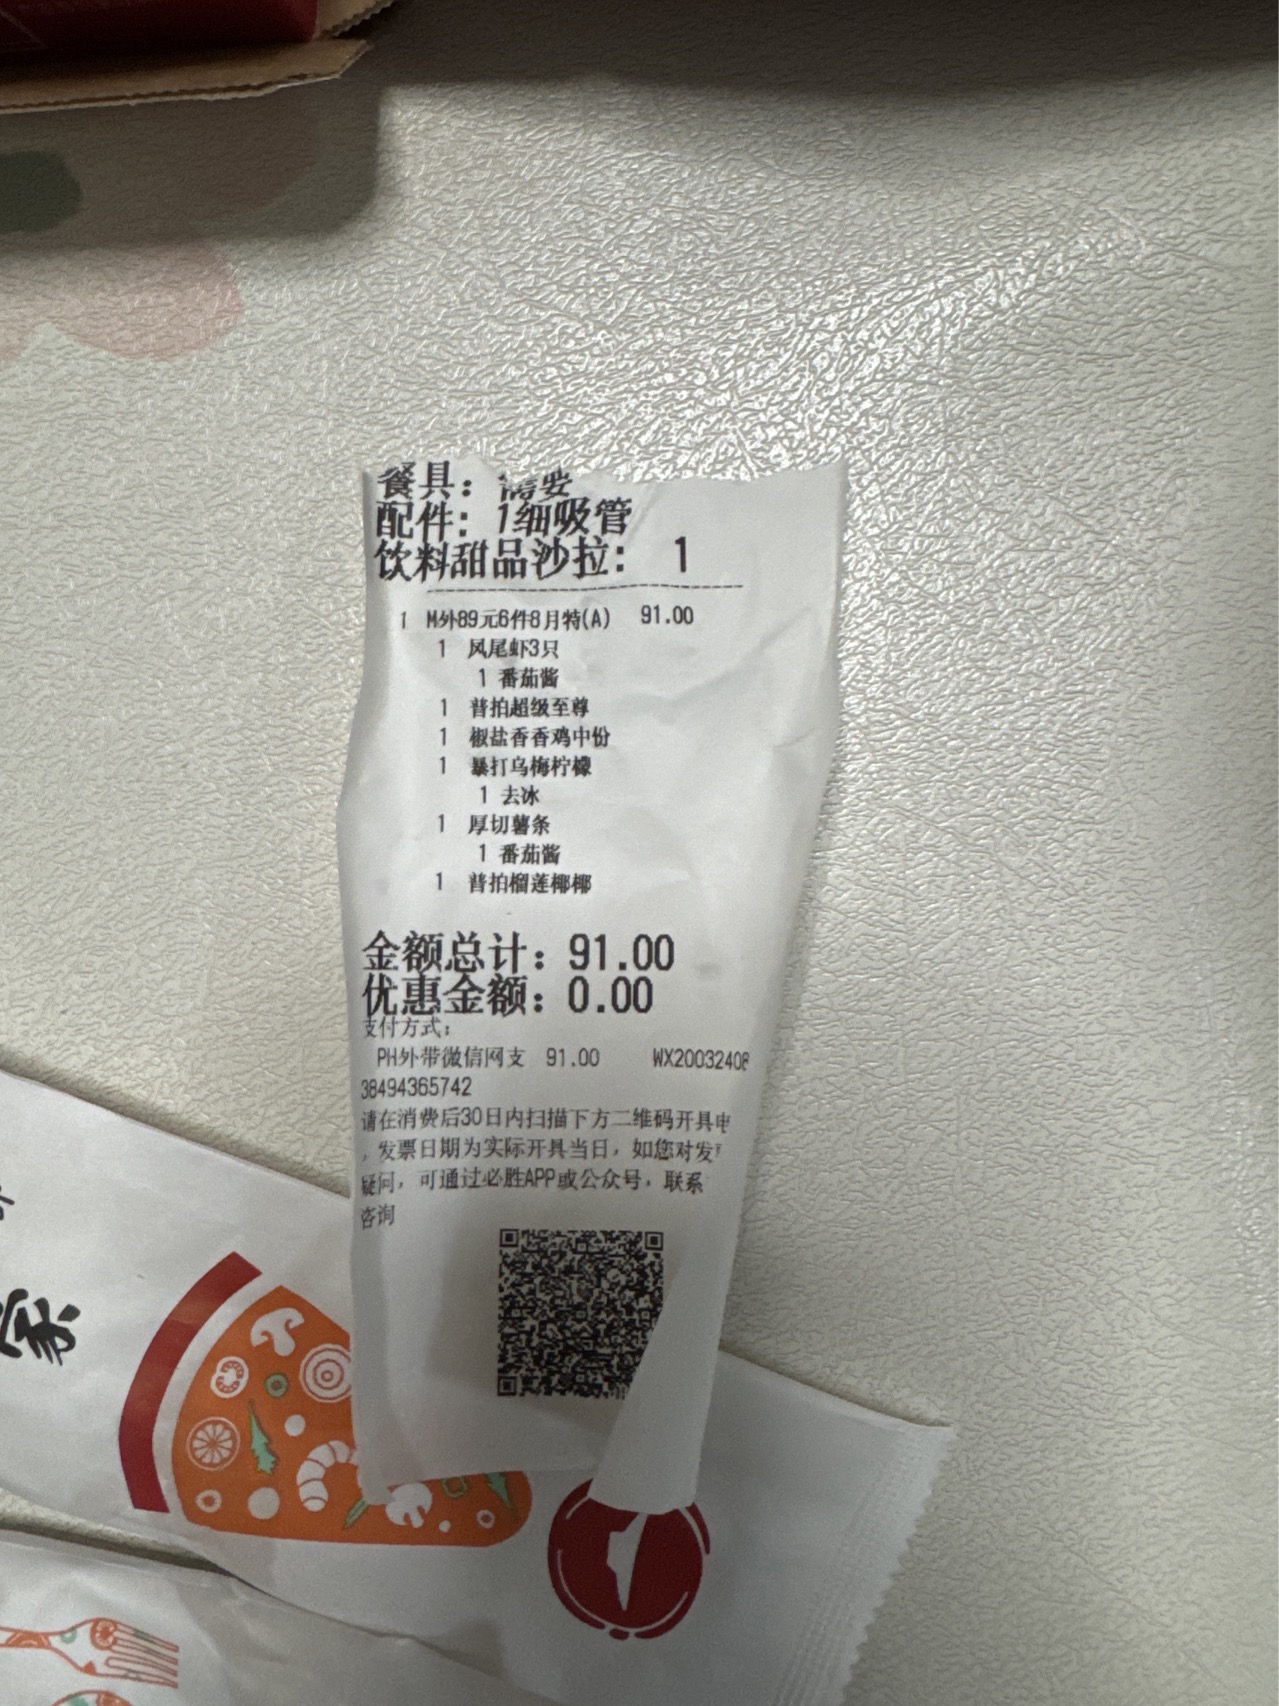 餐具：需要
配件：1细吸管
饮料甜品沙拉： 1
1 M外89元6件8月特(A) 91.00
1 凤尾虾3只
1 番茄酱
1 普拍超级至尊
1 椒盐香香鸡中份
1 暴打乌梅柠檬
1 去冰
1 厚切薯条
1 番茄酱
1 普拍榴莲椰椰
金额总计：91.00
优惠金额：0.00
支付方式：
PH外带微信网支 91.00 WX20032408
38494365742
请在消费后30日内扫描下方二维码开具电
，发票日期为实际开具当日，如您对发
疑问，可通过必胜APP或公众号，联系
咨询
家